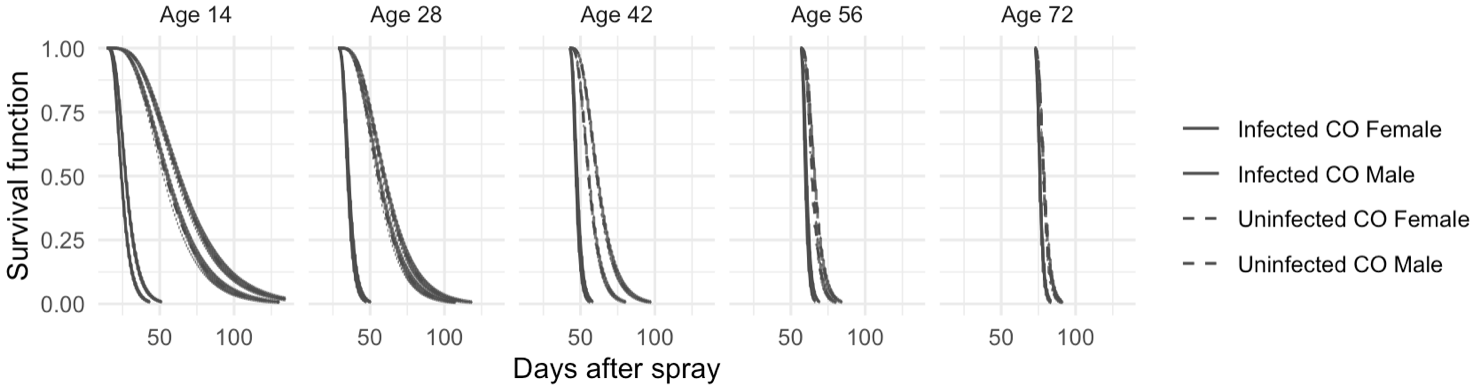 Age 14 Age 28 Age 42 Age 56 Age 72
Survival function
1.00
0.75
0.50
0.25
0.00
50 100 50 100 50 100 50 100 50 100
Days after spray
Infected CO Female
Infected CO Male
Uninfected CO Female
Uninfected CO Male